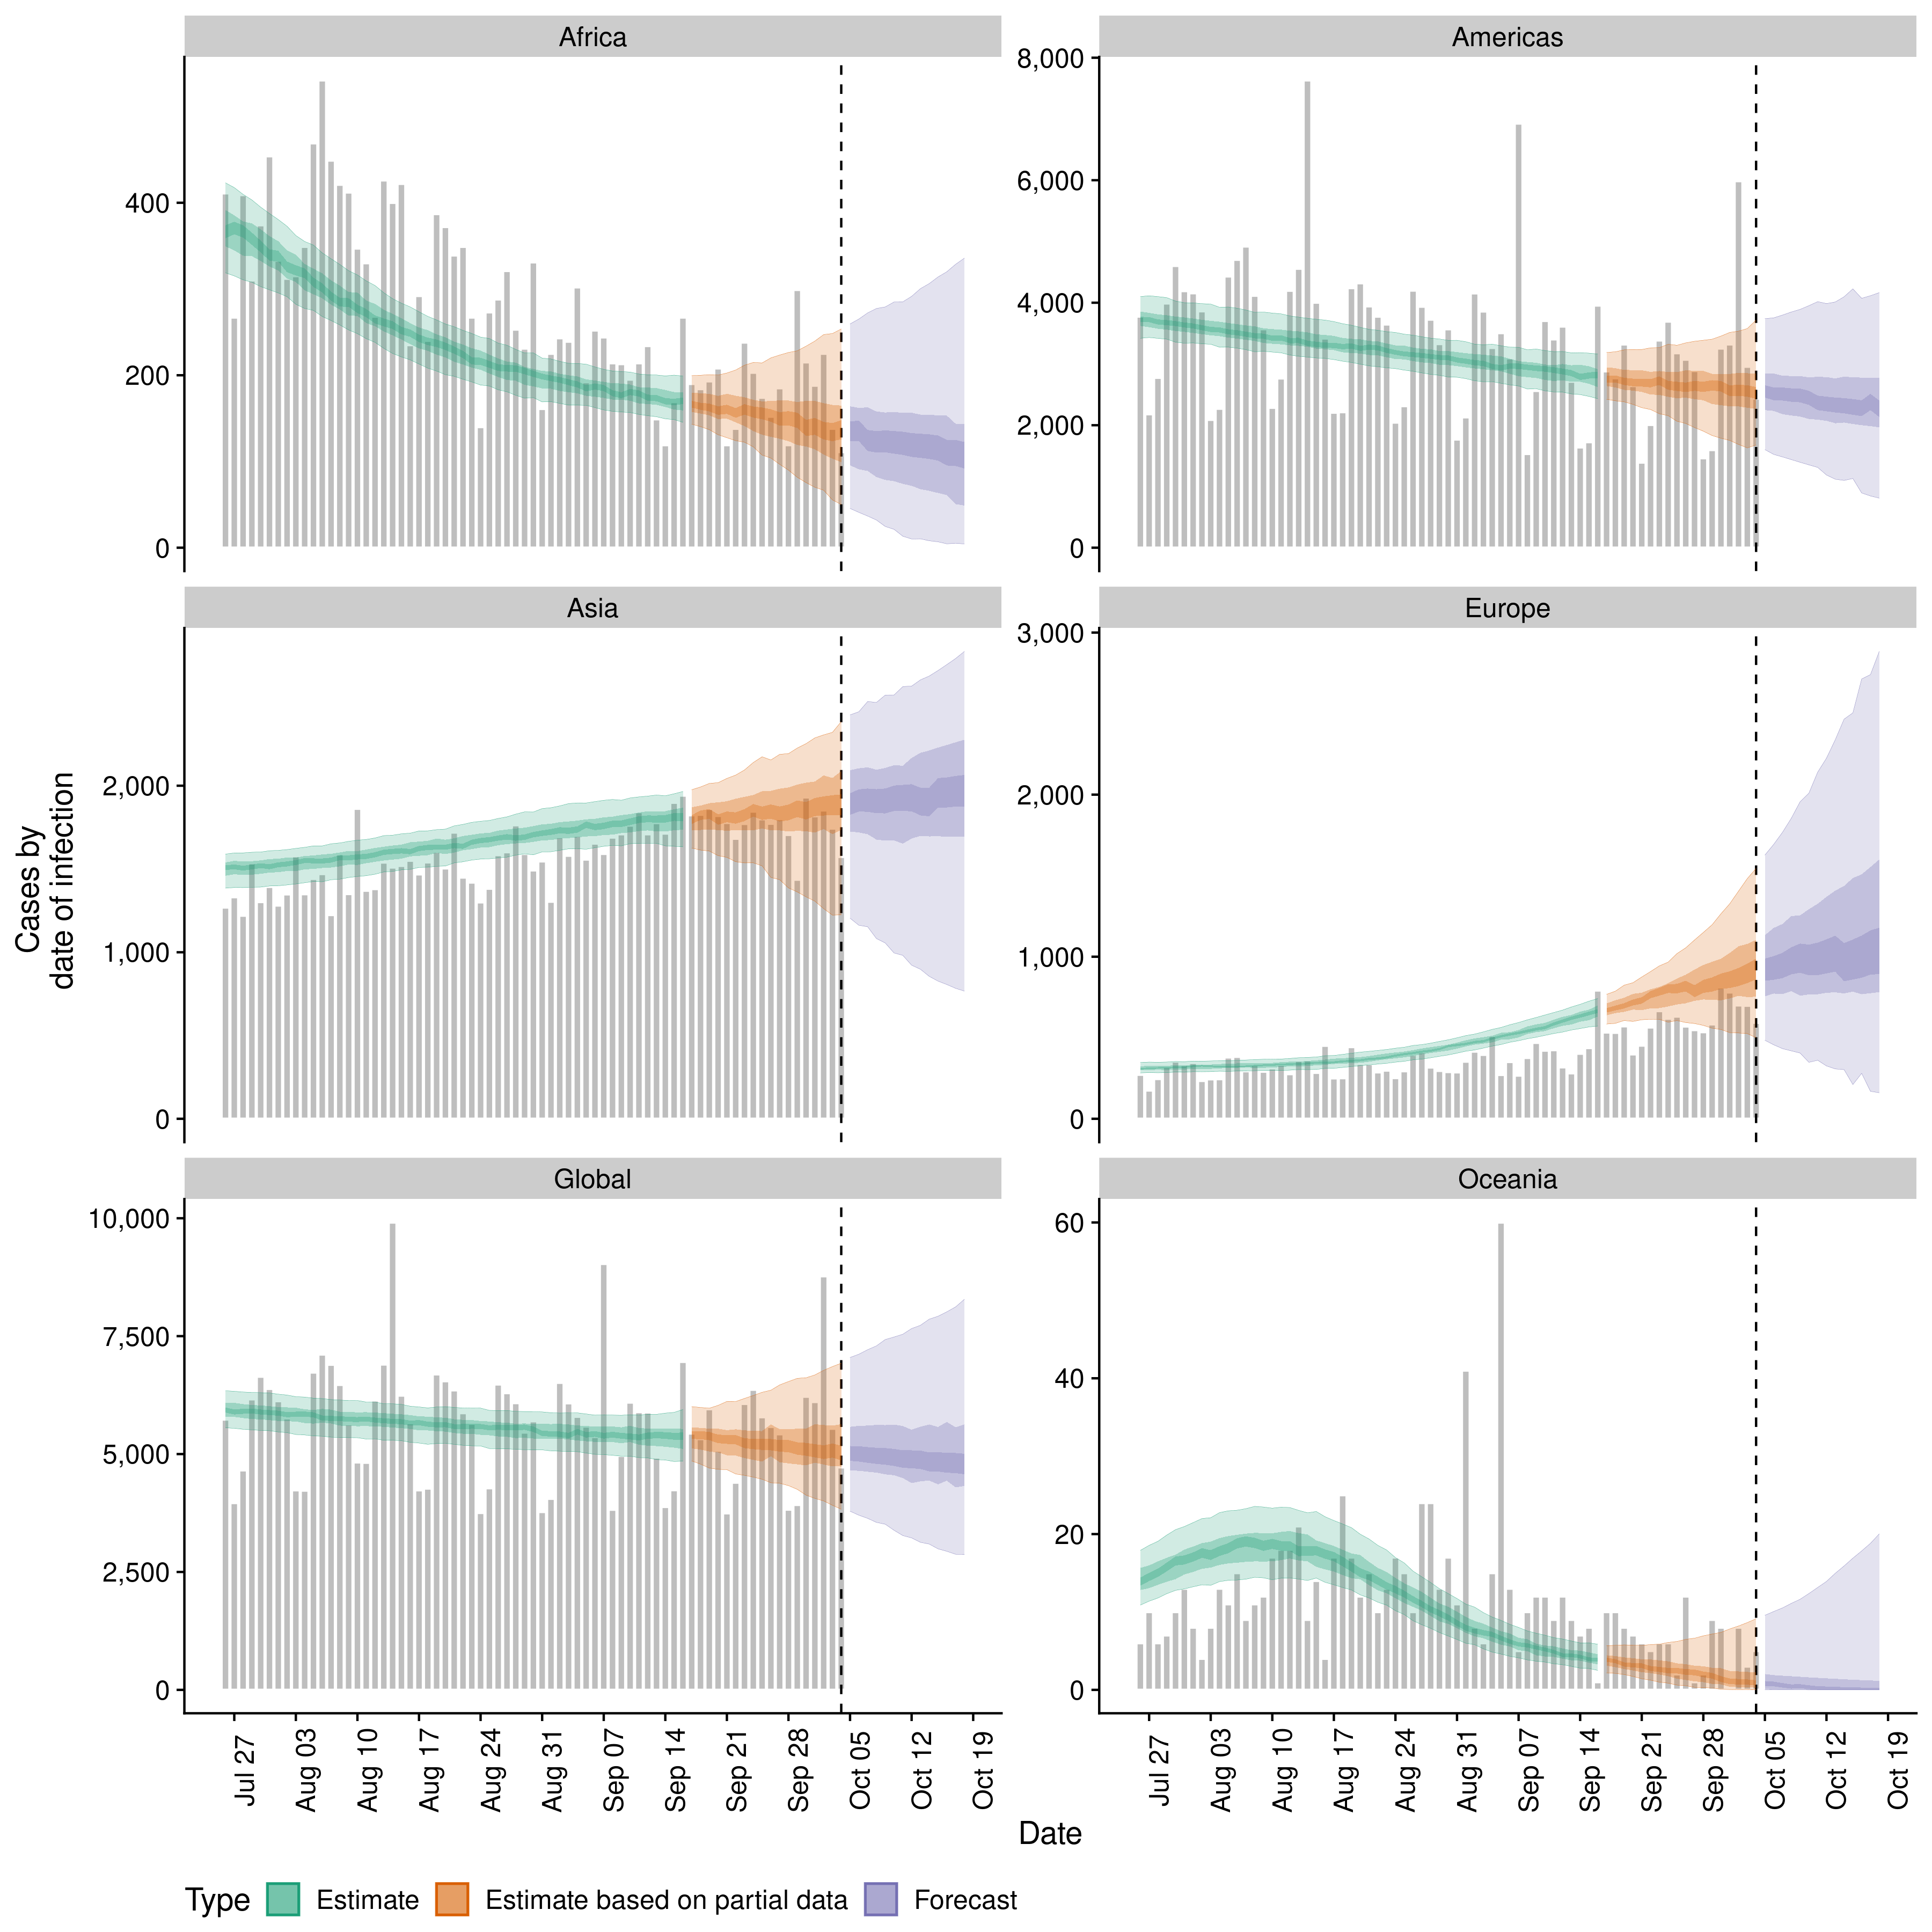 Africa
Americas
400
200
0
8,000
6,000
4,000
2,000
0
Asia
Europe
2,000
1,000
0
3,000
2,000
1,000
0
Cases by
date of infection
Global
Oceania
10,000
7,500
5,000
2,500
0
60
40
20
0
Jul 27
Aug 03
Aug 10
Aug 17
Aug 24
Aug 31
Sep 07
Sep 14
Sep 21
Sep 28
Oct 05
Oct 12
Oct 19
Jul 27
Aug 03
Aug 10
Aug 17
Aug 24
Aug 31
Sep 07
Sep 14
Sep 21
Sep 28
Oct 05
Oct 12
Oct 19
Date
Type Estimate Estimate based on partial data Forecast